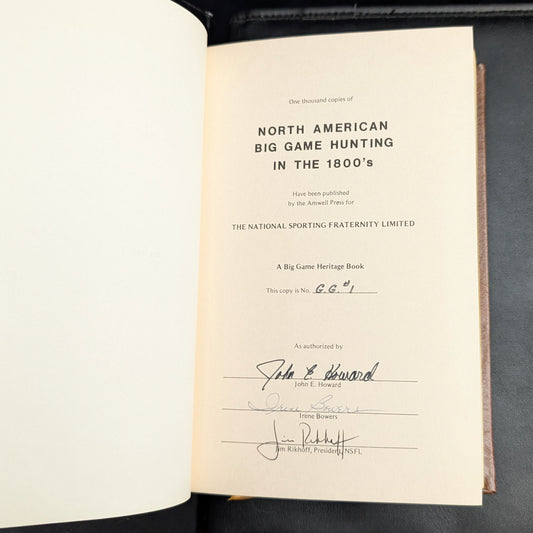 One thousand copies of
NORTH AMERICAN
BIG GAME HUNTING
IN THE 1800's
Have been published
by the Amwell Press for
THE NATIONAL SPORTING FRATERNITY LIMITED
A Big Game Heritage Book
This copy is No. G.G. #1
As authorized by
John E. Howard
John E. Howard
Irene Bowers
Irene Bowers
Jim Rikhoff
Jim Rikhoff, President, NSFL